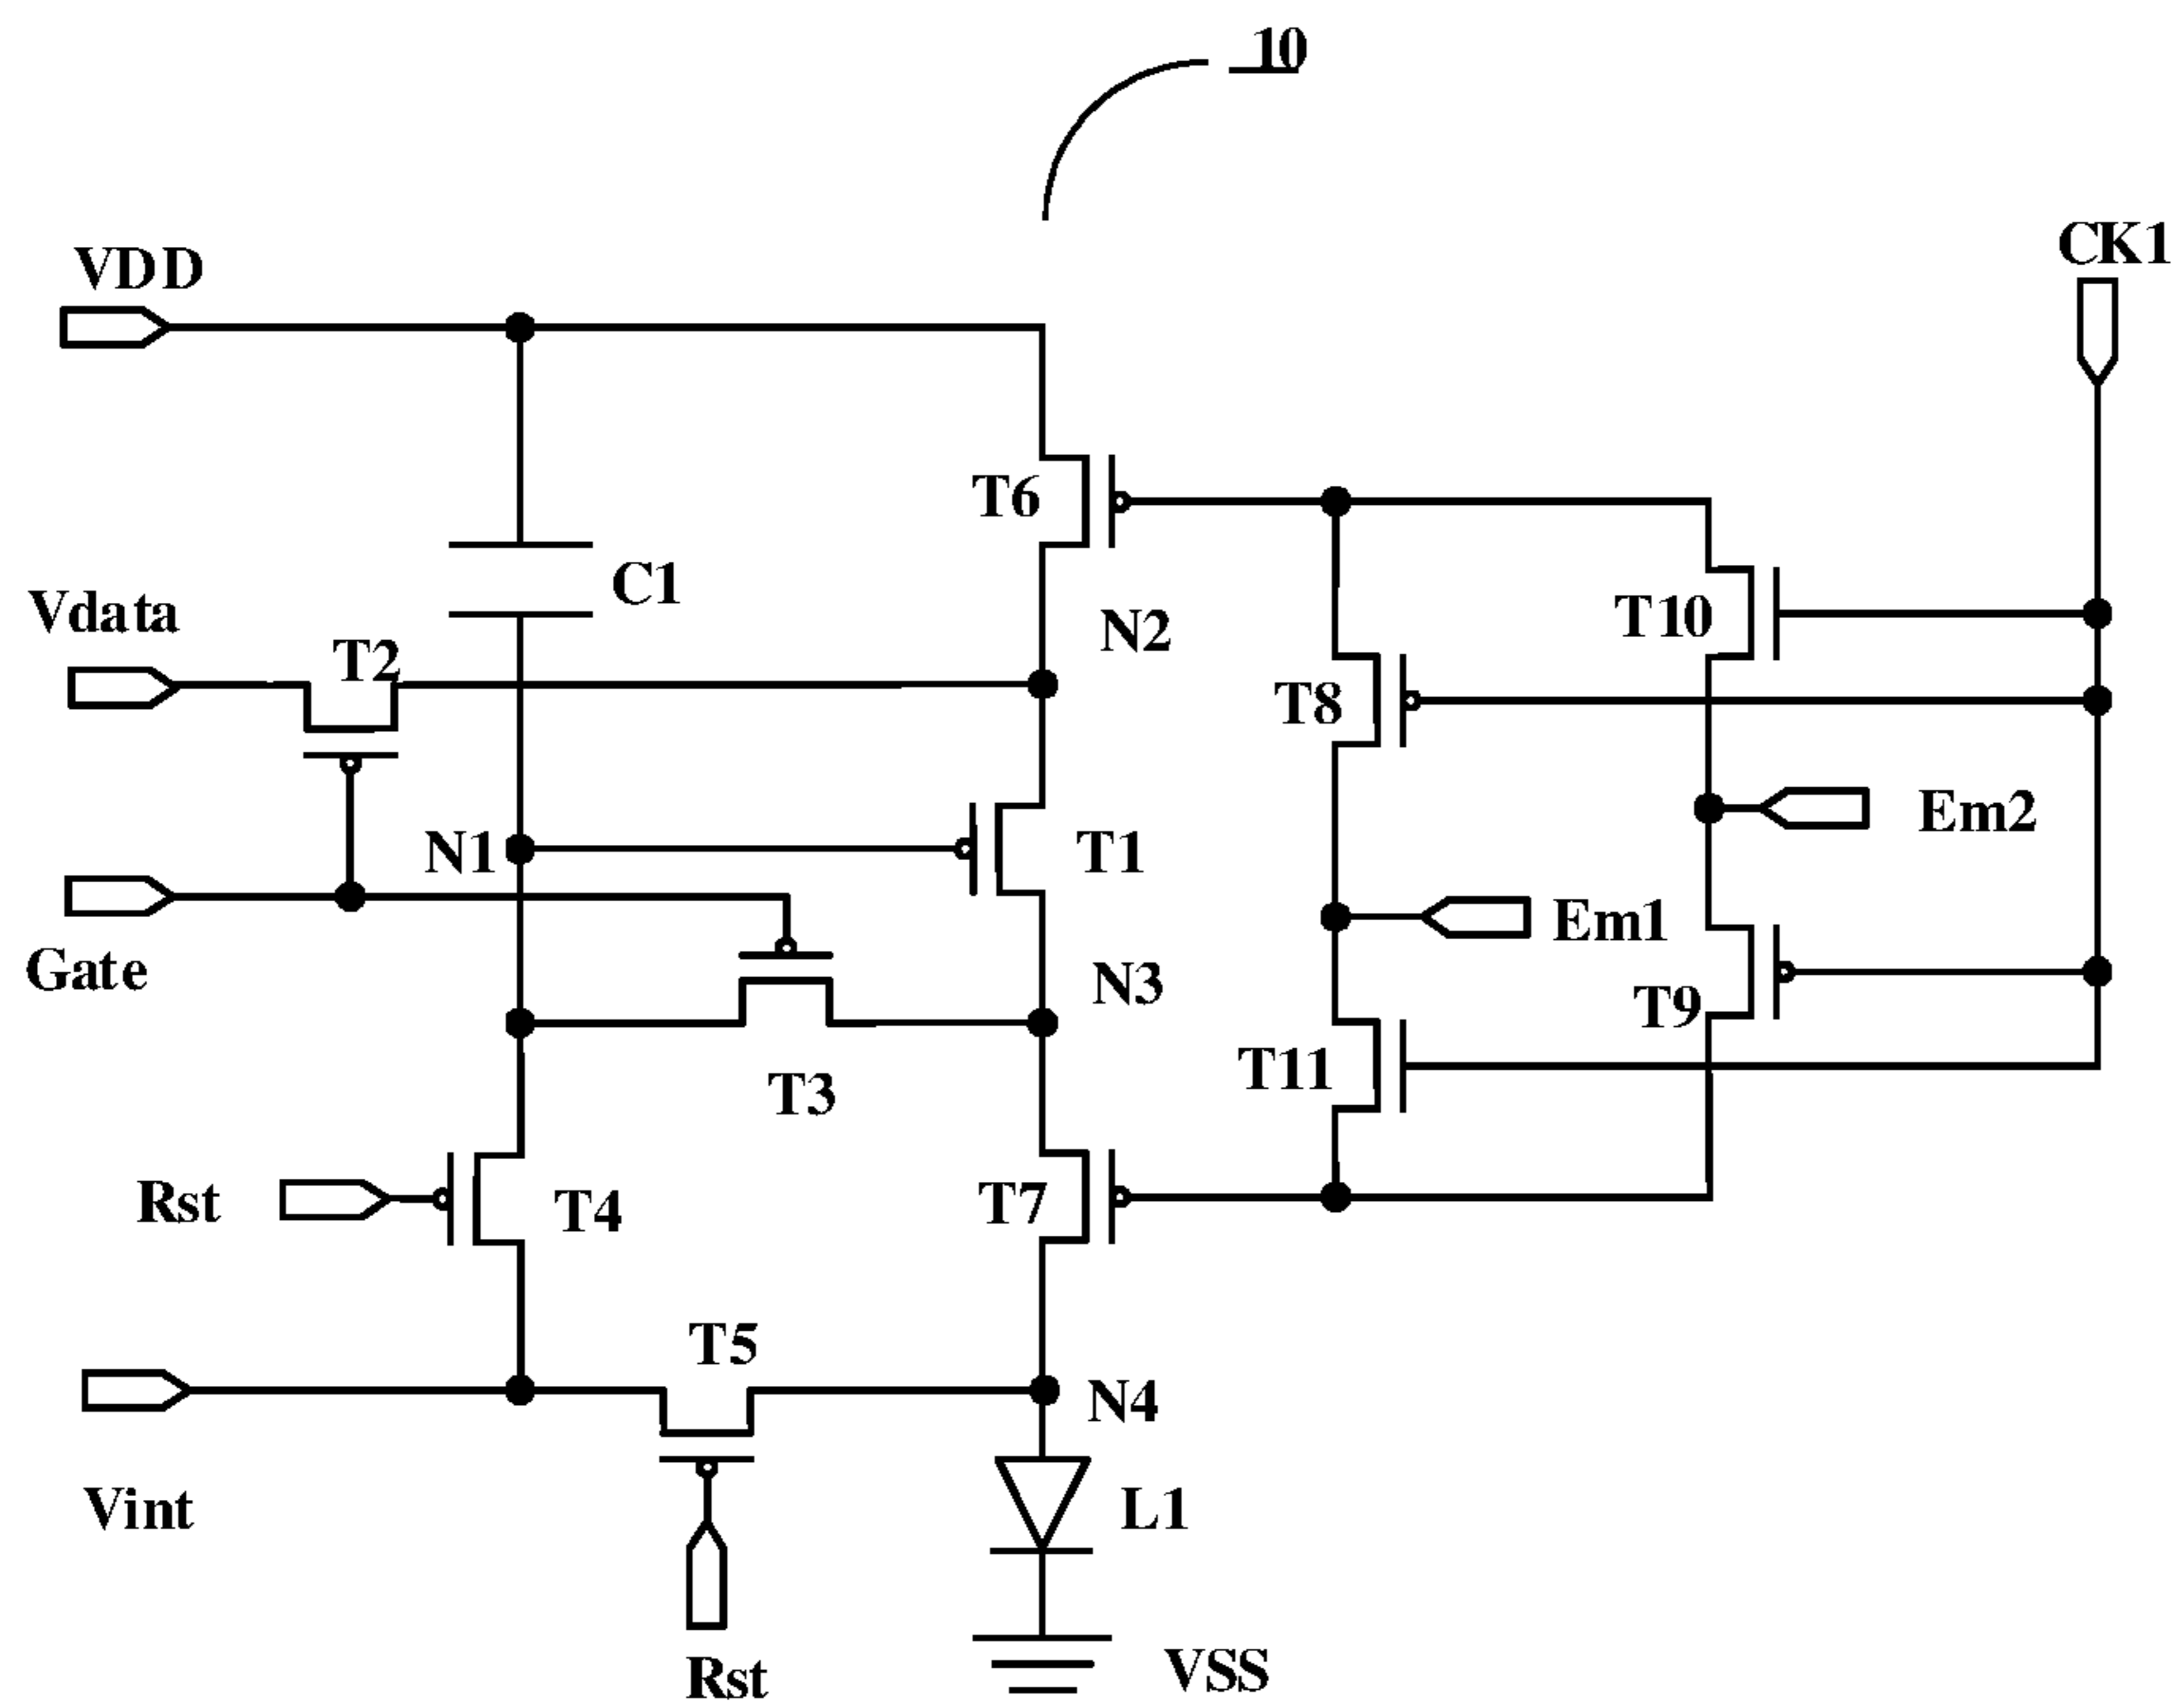 10
CK1
VDD
T6
C1
Vdata
T2
N2
T10
T8
Em2
N1
T1
Em1
Gate
N3
T9
T11
T3
Rst
T4
T7
T5
N4
Vint
L1
Rst
VSS